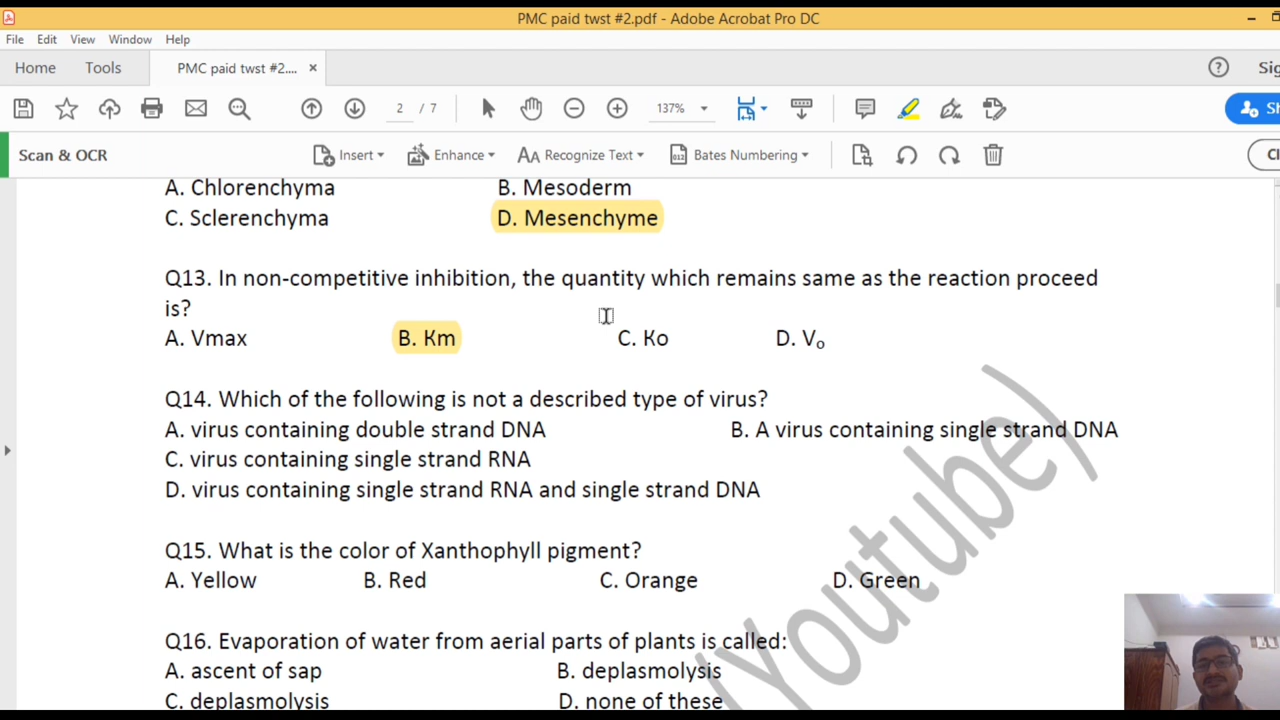 PMC paid twst #2.pdf - Adobe Acrobat Pro DC
File Edit View Window Help
Home Tools PMC paid twst #2.... ×
2 / 7 137%
Scan & OCR Insert Enhance Recognize Text Bates Numbering
A. Chlorenchyma B. Mesoderm
C. Sclerenchyma D. Mesenchyme
Q13. In non-competitive inhibition, the quantity which remains same as the reaction proceed
is?
A. Vmax B. Km C. Ko D. Vₒ
Q14. Which of the following is not a described type of virus?
A. virus containing double strand DNA B. A virus containing single strand DNA
C. virus containing single strand RNA
D. virus containing single strand RNA and single strand DNA
Q15. What is the color of Xanthophyll pigment?
A. Yellow B. Red C. Orange D. Green
Q16. Evaporation of water from aerial parts of plants is called:
A. ascent of sap B. deplasmolysis
C. deplasmolysis D. none of these
(Youtube)